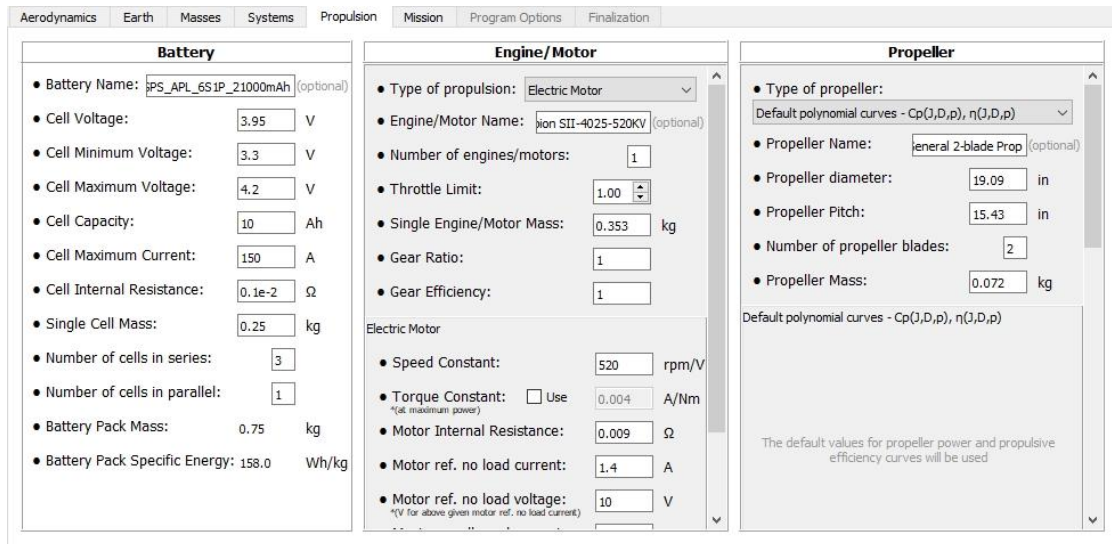 Aerodynamics Earth Masses Systems Propulsion Mission Program Options Finalization
Battery
● Battery Name: SPS_APL_6S1P_21000mAh (optional)
● Cell Voltage: 3.95 V
● Cell Minimum Voltage: 3.3 V
● Cell Maximum Voltage: 4.2 V
● Cell Capacity: 10 Ah
● Cell Maximum Current: 150 A
● Cell Internal Resistance: 0.1e-2 Ω
● Single Cell Mass: 0.25 kg
● Number of cells in series: 3
● Number of cells in parallel: 1
● Battery Pack Mass: 0.75 kg
● Battery Pack Specific Energy: 158.0 Wh/kg
Engine/Motor
● Type of propulsion: Electric Motor
● Engine/Motor Name: pion SII-4025-520KV (optional)
● Number of engines/motors: 1
● Throttle Limit: 1.00
● Single Engine/Motor Mass: 0.353 kg
● Gear Ratio: 1
● Gear Efficiency: 1
Electric Motor
● Speed Constant: 520 rpm/V
● Torque Constant: Use 0.004 A/Nm
*(at maximum power)
● Motor Internal Resistance: 0.009 Ω
● Motor ref. no load current: 1.4 A
● Motor ref. no load voltage: 10 V
*(V for above given motor ref. no load current)
Propeller
● Type of propeller:
Default polynomial curves - Cp(J,D,p), η(J,D,p)
● Propeller Name: General 2-blade Prop (optional)
● Propeller diameter: 19.09 in
● Propeller Pitch: 15.43 in
● Number of propeller blades: 2
● Propeller Mass: 0.072 kg
Default polynomial curves - Cp(J,D,p), η(J,D,p)
The default values for propeller power and propulsive
efficiency curves will be used